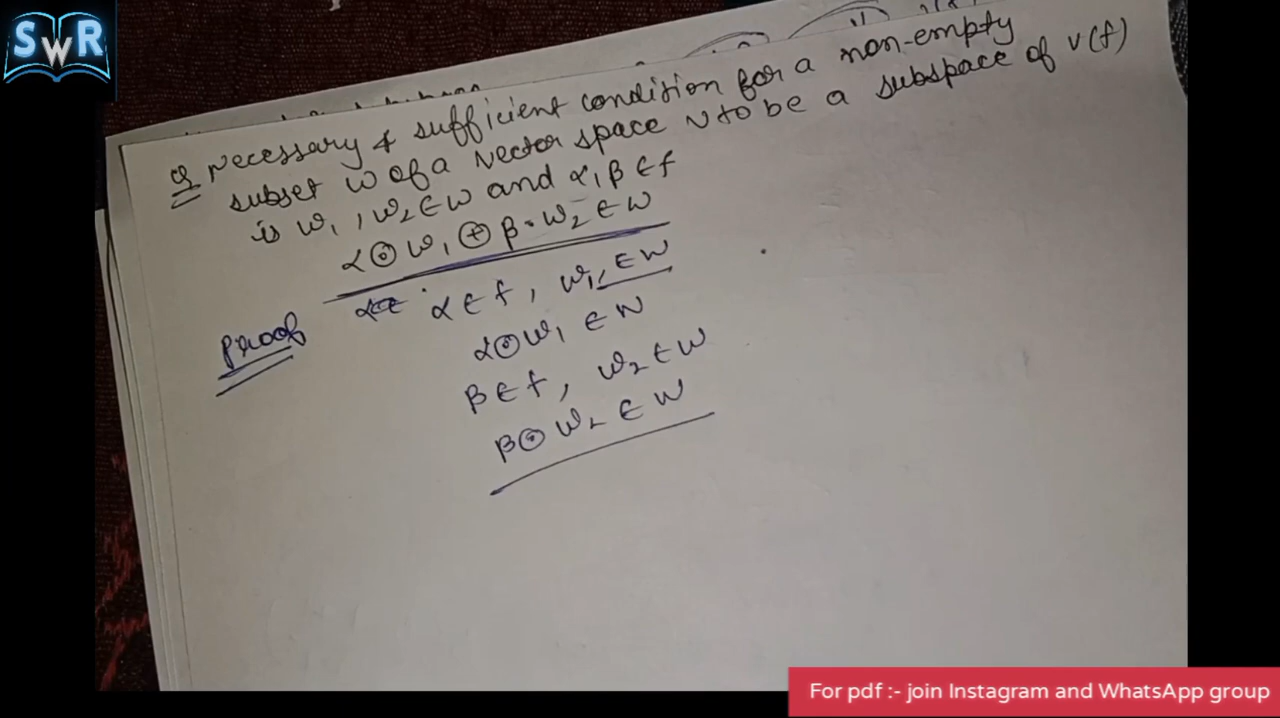 SWR
Q Necessary & sufficient condition for a non-empty
subset W of a vector space V to be a subspace of V(f)
is w₁, w₂ ∈ W and α, β ∈ f
α ⊙ w₁ ⊕ β · w₂ ∈ W
Proof α ∈ f, w₁ ∈ W
α ⊙ w₁ ∈ W
β ∈ f, w₂ ∈ W
β ⊙ w₂ ∈ W
For pdf :- join Instagram and WhatsApp group